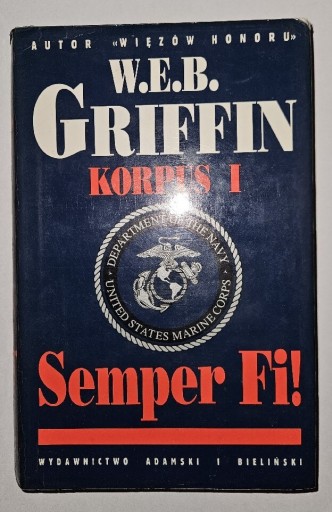 AUTOR «WIĘZÓW HONORU»
W.E.B.
GRIFFIN
KORPUS I
DEPARTMENT OF THE NAVY
UNITED STATES MARINE CORPS
Semper Fi!
WYDAWNICTWO ADAMSKI I BIELIŃSKI